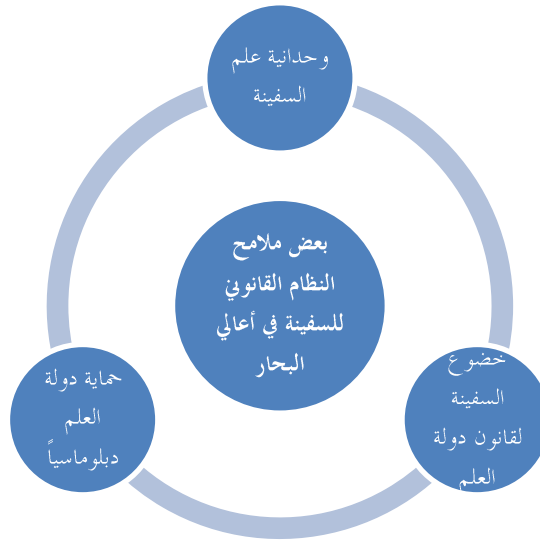 وحدانية علم
السفينة
بعض ملامح
النظام القانوني
للسفينة في أعالي
البحار
خضوع
السفينة
لقانون دولة
العلم
حماية دولة
العلم
دبلوماسياً